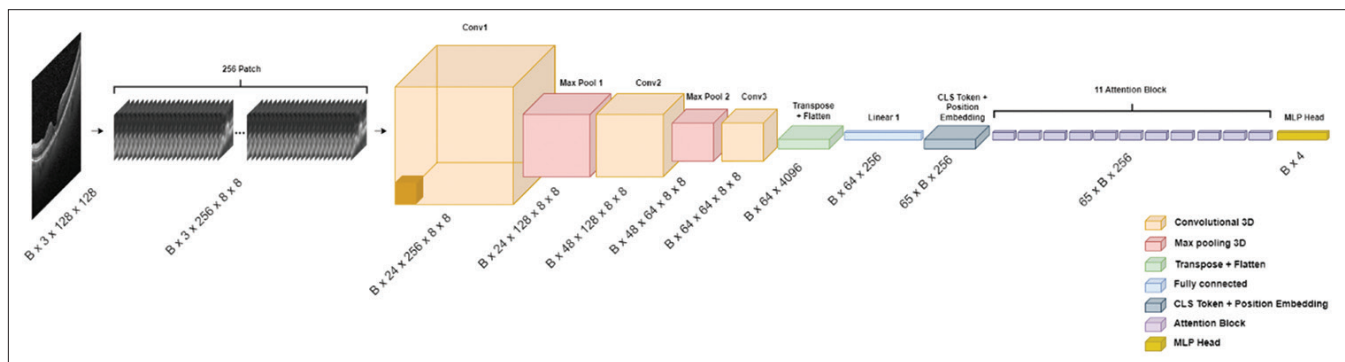 Conv1
256 Patch
Max Pool 1
Conv2
Max Pool 2
Conv3
Transpose
+ Flatten
Linear 1
CLS Token +
Position
Embedding
11 Attention Block
MLP Head
...
B x 3 x 128 x 128
B x 3 x 256 x 8 x 8
B x 24 x 256 x 8 x 8
B x 24 x 128 x 8 x 8
B x 48 x 128 x 8 x 8
B x 48 x 64 x 8 x 8
B x 64 x 64 x 8 x 8
B x 64 x 4096
B x 64 x 256
65 x B x 256
65 x B x 256
B x 4
Convolutional 3D
Max pooling 3D
Transpose + Flatten
Fully connected
CLS Token + Position Embedding
Attention Block
MLP Head